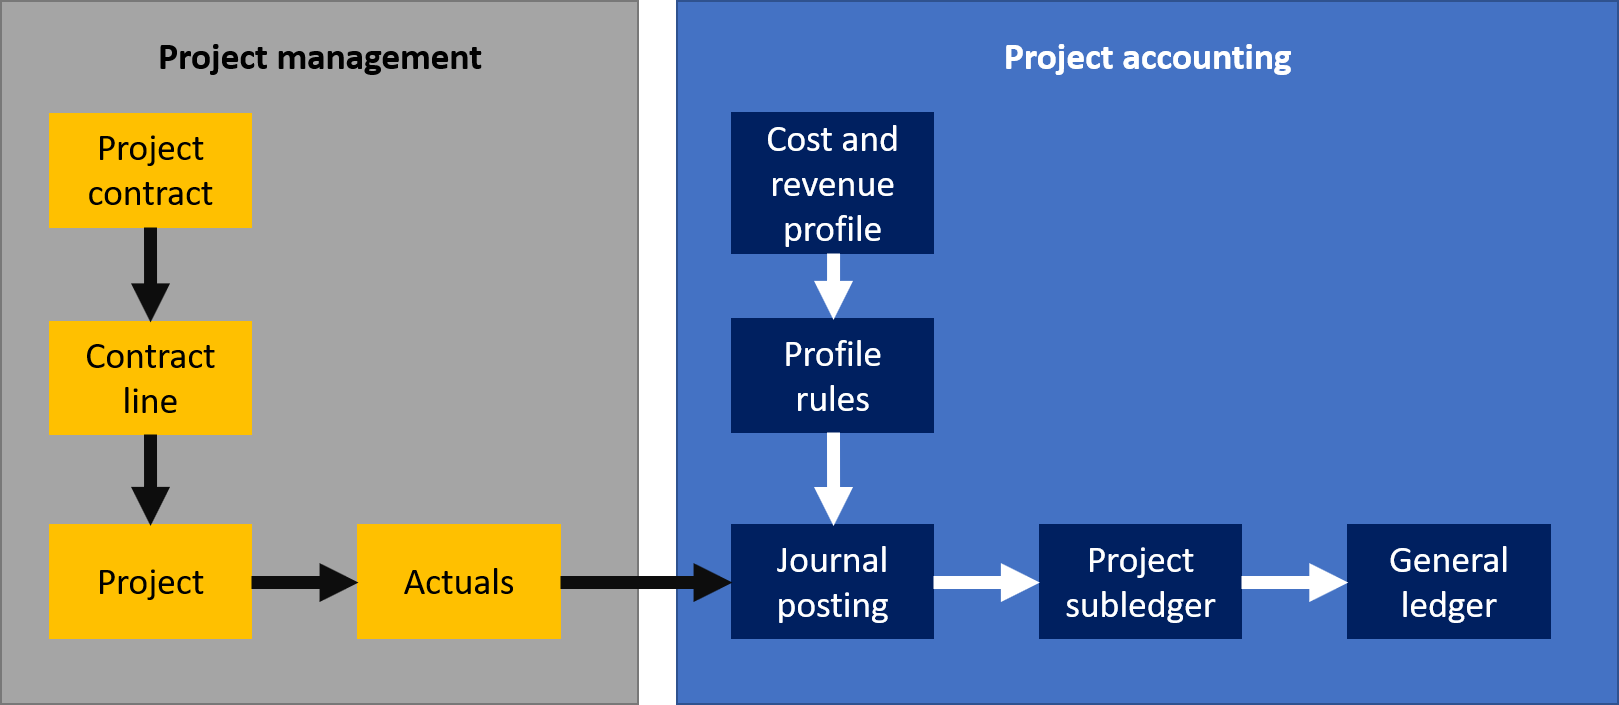 Project management
Project
contract
Contract
line
Project
Actuals
Project accounting
Cost and
revenue
profile
Profile
rules
Journal
posting
Project
subledger
General
ledger